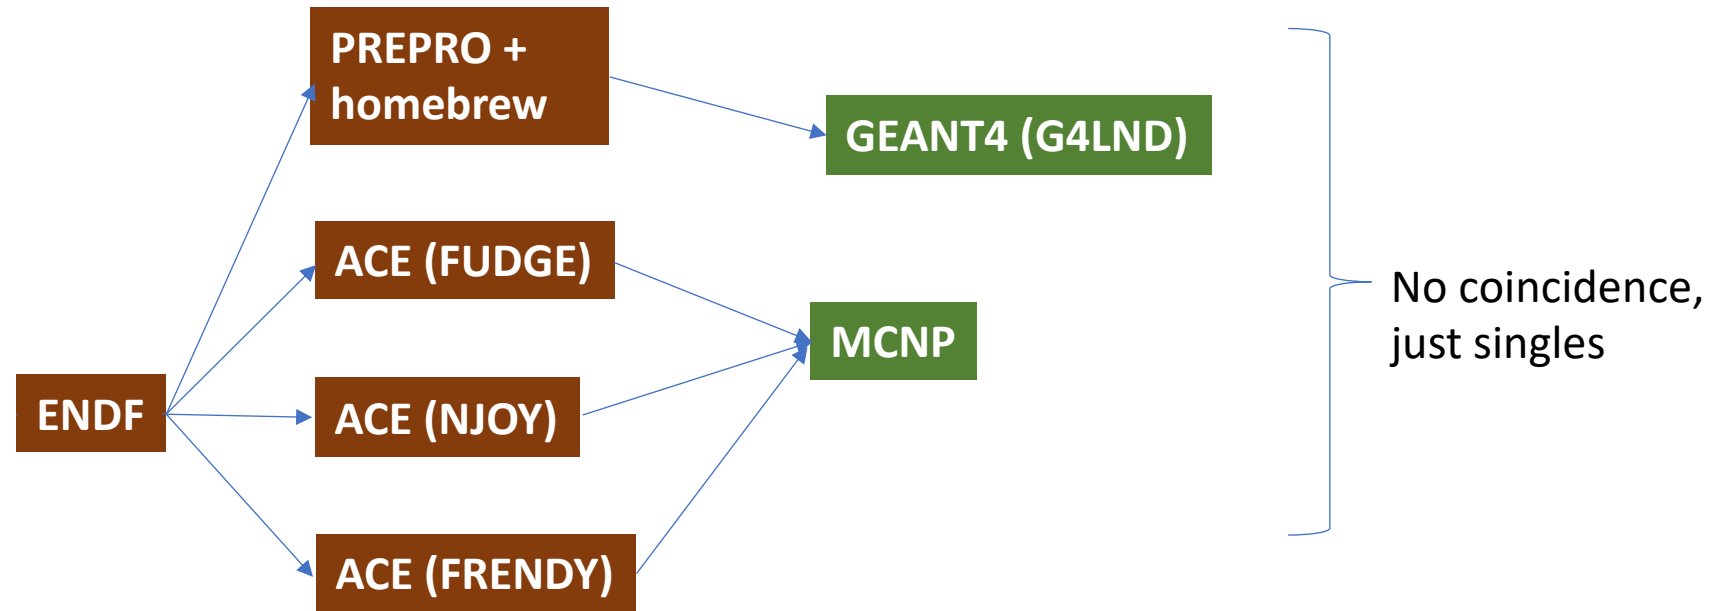 PREPRO +
homebrew
GEANT4 (G4LND)
ACE (FUDGE)
No coincidence,
just singles
MCNP
ENDF
ACE (NJOY)
ACE (FRENDY)